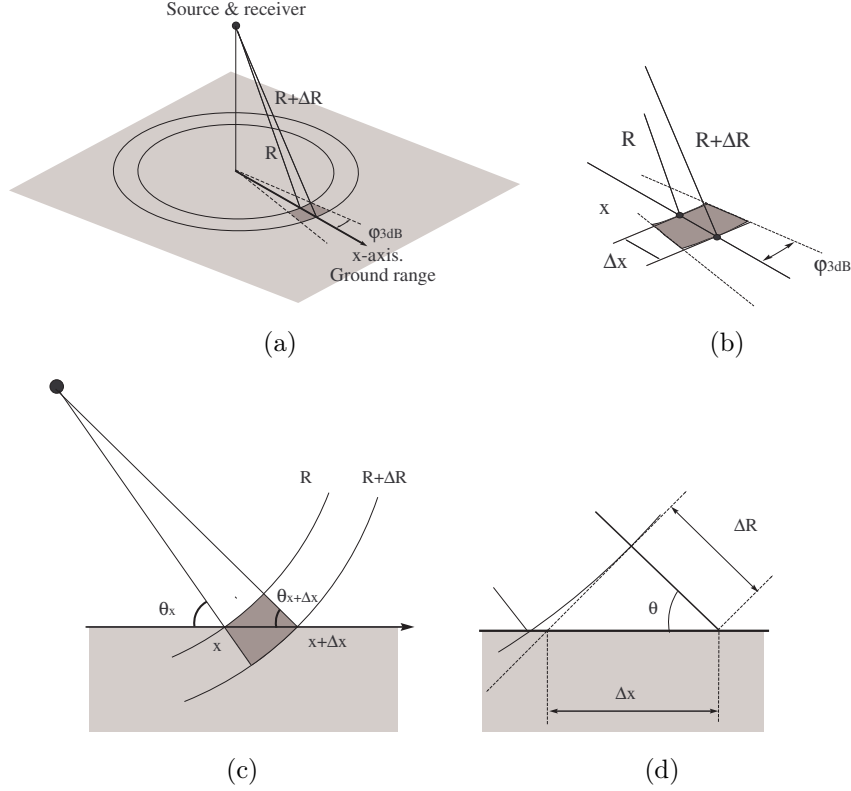 Source & receiver
R+ΔR
R
φ3dB
x-axis.
Ground range
(a)
R
R+ΔR
x
Δx
φ3dB
(b)
R
R+ΔR
θx
θx+Δx
x
x+Δx
(c)
ΔR
θ
Δx
(d)